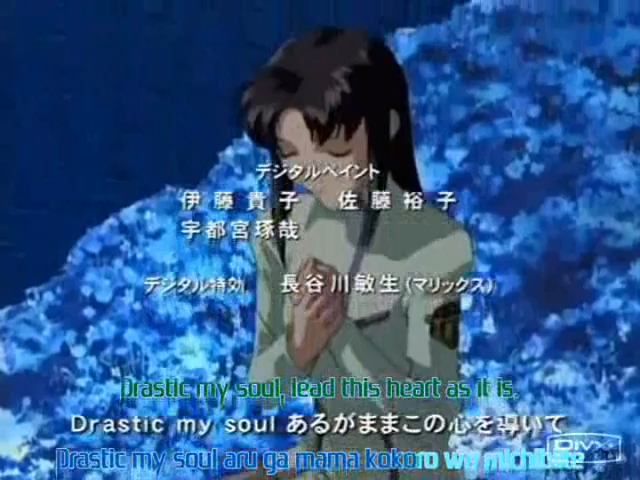 デジタルペイント
伊藤貴子 佐藤裕子
宇都宮琢哉
デジタル特効 長谷川敏生(マリックス)
Drastic my soul, lead this heart as it is.
Drastic my soul あるがままこの心を導いて
Drastic my soul aru ga mama kokoro wo michibite
DIVX